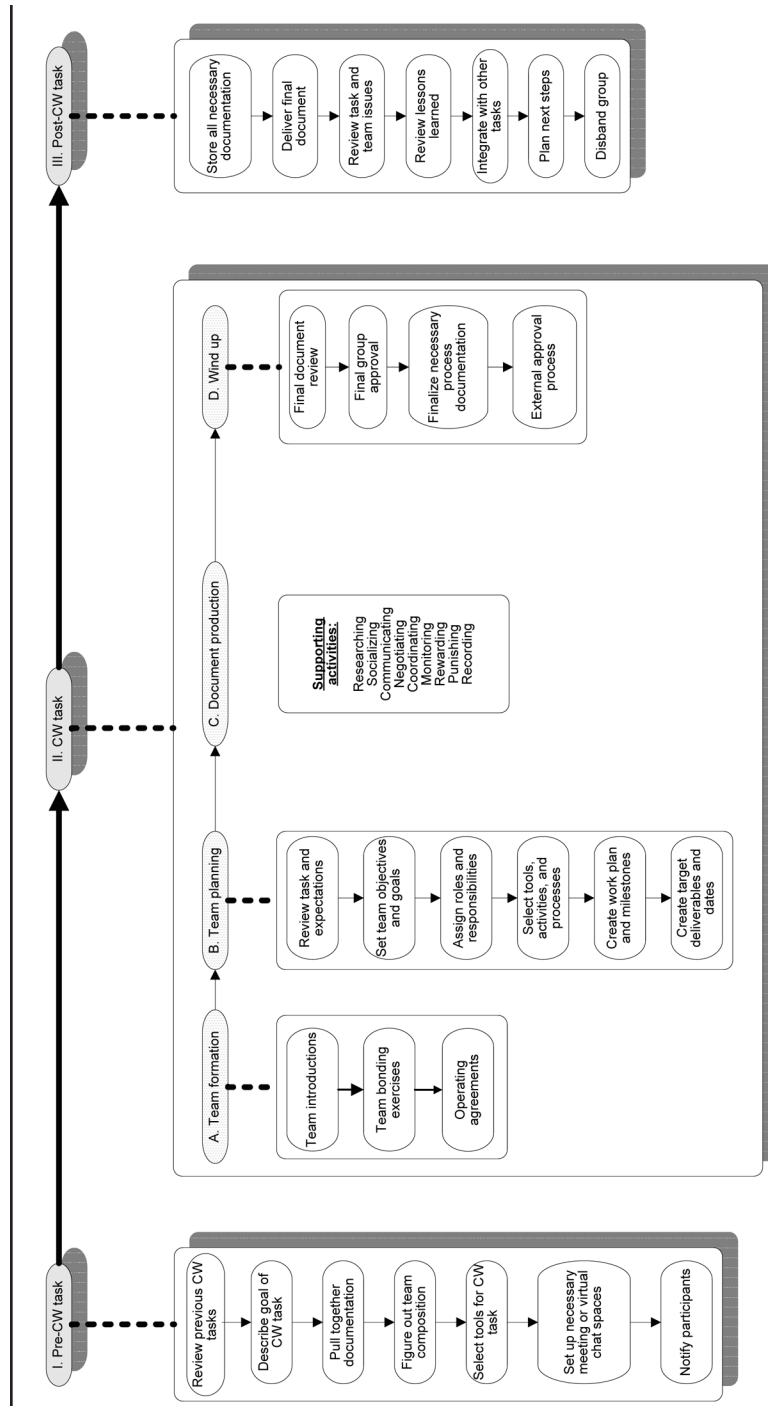 I. Pre-CW task
Review previous CW
tasks
Describe goal of
CW task
Pull together
documentation
Figure out team
composition
Select tools for CW
task
Set up necessary
meeting or virtual
chat spaces
Notify participants
II. CW task
A. Team formation
Team introductions
Team bonding
exercises
Operating
agreements
B. Team planning
Review task and
expectations
Set team objectives
and goals
Assign roles and
responsibilities
Select tools,
activities, and
processes
Create work plan
and milestones
Create target
deliverables and
dates
C. Document production
Supporting
activities:
Researching
Socializing
Communicating
Negotiating
Coordinating
Monitoring
Rewarding
Punishing
Recording
D. Wind up
Final document
review
Final group
approval
Finalize necessary
process
documentation
External approval
process
III. Post-CW task
Store all necessary
documentation
Deliver final
document
Review task and
team issues
Review lessons
learned
Integrate with other
tasks
Plan next steps
Disband group